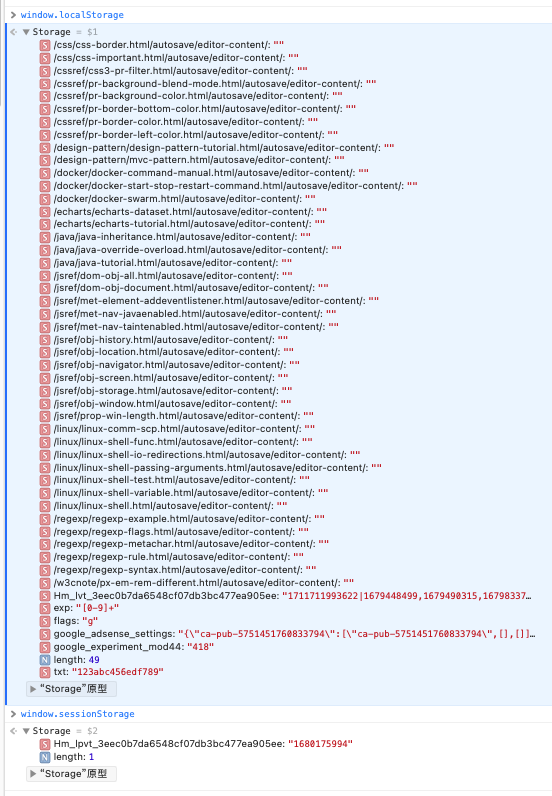 > window.localStorage
Storage = $1
S /css/css-border.html/autosave/editor-content/: ""
S /css/css-important.html/autosave/editor-content/: ""
S /cssref/css3-pr-filter.html/autosave/editor-content/: ""
S /cssref/pr-background-blend-mode.html/autosave/editor-content/: ""
S /cssref/pr-background-color.html/autosave/editor-content/: ""
S /cssref/pr-border-bottom-color.html/autosave/editor-content/: ""
S /cssref/pr-border-color.html/autosave/editor-content/: ""
S /cssref/pr-border-left-color.html/autosave/editor-content/: ""
S /design-pattern/design-pattern-tutorial.html/autosave/editor-content/: ""
S /design-pattern/mvc-pattern.html/autosave/editor-content/: ""
S /docker/docker-command-manual.html/autosave/editor-content/: ""
S /docker/docker-start-stop-restart-command.html/autosave/editor-content/: ""
S /docker/docker-swarm.html/autosave/editor-content/: ""
S /echarts/echarts-dataset.html/autosave/editor-content/: ""
S /echarts/echarts-tutorial.html/autosave/editor-content/: ""
S /java/java-inheritance.html/autosave/editor-content/: ""
S /java/java-override-overload.html/autosave/editor-content/: ""
S /java/java-tutorial.html/autosave/editor-content/: ""
S /jsref/dom-obj-all.html/autosave/editor-content/: ""
S /jsref/dom-obj-document.html/autosave/editor-content/: ""
S /jsref/met-element-addeventlistener.html/autosave/editor-content/: ""
S /jsref/met-nav-javaenabled.html/autosave/editor-content/: ""
S /jsref/met-nav-taintenabled.html/autosave/editor-content/: ""
S /jsref/obj-history.html/autosave/editor-content/: ""
S /jsref/obj-location.html/autosave/editor-content/: ""
S /jsref/obj-navigator.html/autosave/editor-content/: ""
S /jsref/obj-screen.html/autosave/editor-content/: ""
S /jsref/obj-storage.html/autosave/editor-content/: ""
S /jsref/obj-window.html/autosave/editor-content/: ""
S /jsref/prop-win-length.html/autosave/editor-content/: ""
S /linux/linux-comm-scp.html/autosave/editor-content/: ""
S /linux/linux-shell-func.html/autosave/editor-content/: ""
S /linux/linux-shell-io-redirections.html/autosave/editor-content/: ""
S /linux/linux-shell-passing-arguments.html/autosave/editor-content/: ""
S /linux/linux-shell-test.html/autosave/editor-content/: ""
S /linux/linux-shell-variable.html/autosave/editor-content/: ""
S /linux/linux-shell.html/autosave/editor-content/: ""
S /regexp/regexp-example.html/autosave/editor-content/: ""
S /regexp/regexp-flags.html/autosave/editor-content/: ""
S /regexp/regexp-metachar.html/autosave/editor-content/: ""
S /regexp/regexp-rule.html/autosave/editor-content/: ""
S /regexp/regexp-syntax.html/autosave/editor-content/: ""
S /w3cnote/px-em-rem-different.html/autosave/editor-content/: ""
S Hm_lvt_3eec0b7da6548cf07db3bc477ea905ee: "1711711993622|1679448499,1679490315,16798337…
S exp: "[0-9]+"
S flags: "g"
S google_adsense_settings: "{\"ca-pub-5751451760833794\":[\"ca-pub-5751451760833794\",[],[]]…
S google_experiment_mod44: "418"
N length: 49
S txt: "123abc456edf789"
"Storage"原型
> window.sessionStorage
Storage = $2
S Hm_lpvt_3eec0b7da6548cf07db3bc477ea905ee: "1680175994"
N length: 1
"Storage"原型